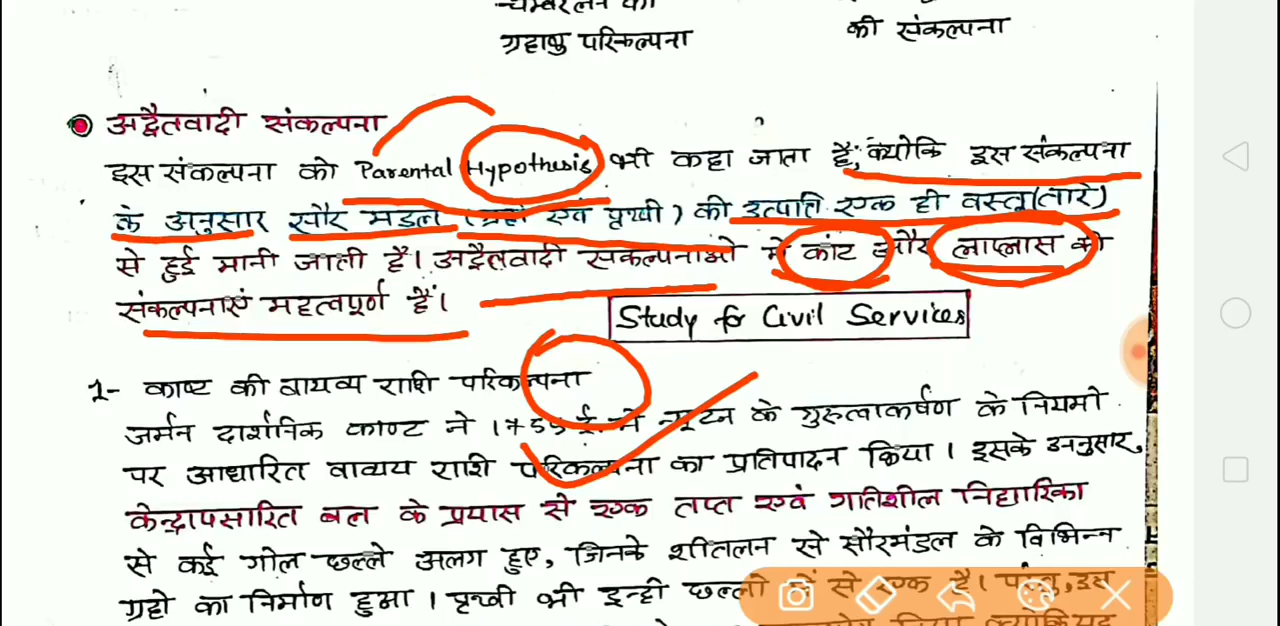 ग्रहाणु परिकल्पना
की संकल्पना
अद्वैतवादी संकल्पना
इस संकल्पना को Parental Hypothesis भी कहा जाता है, क्योंकि इस संकल्पना
के अनुसार सौर मंडल (ग्रहों एवं पृथ्वी) की उत्पत्ति एक ही वस्तु(तारे)
से हुई मानी जाती है। अद्वैतवादी संकल्पनाओं में कांट और लाप्लास की
संकल्पनाएं महत्वपूर्ण हैं।
Study for Civil Services
1- काण्ट की वायव्य राशि परिकल्पना
जर्मन दार्शनिक काण्ट ने 1755 ई. में न्यूटन के गुरुत्वाकर्षण के नियमों
पर आधारित वाव्यय राशि परिकल्पना का प्रतिपादन किया। इसके अनुसार,
केन्द्रापसारित बल के प्रयास से एक तप्त एवं गतिशील निहारिका
से कई गोल छल्ले अलग हुए, जिनके शीतलन से सौरमंडल के विभिन्न
ग्रहों का निर्माण हुआ। पृथ्वी भी इन्हीं छल्लों में से एक है। परंतु, इस